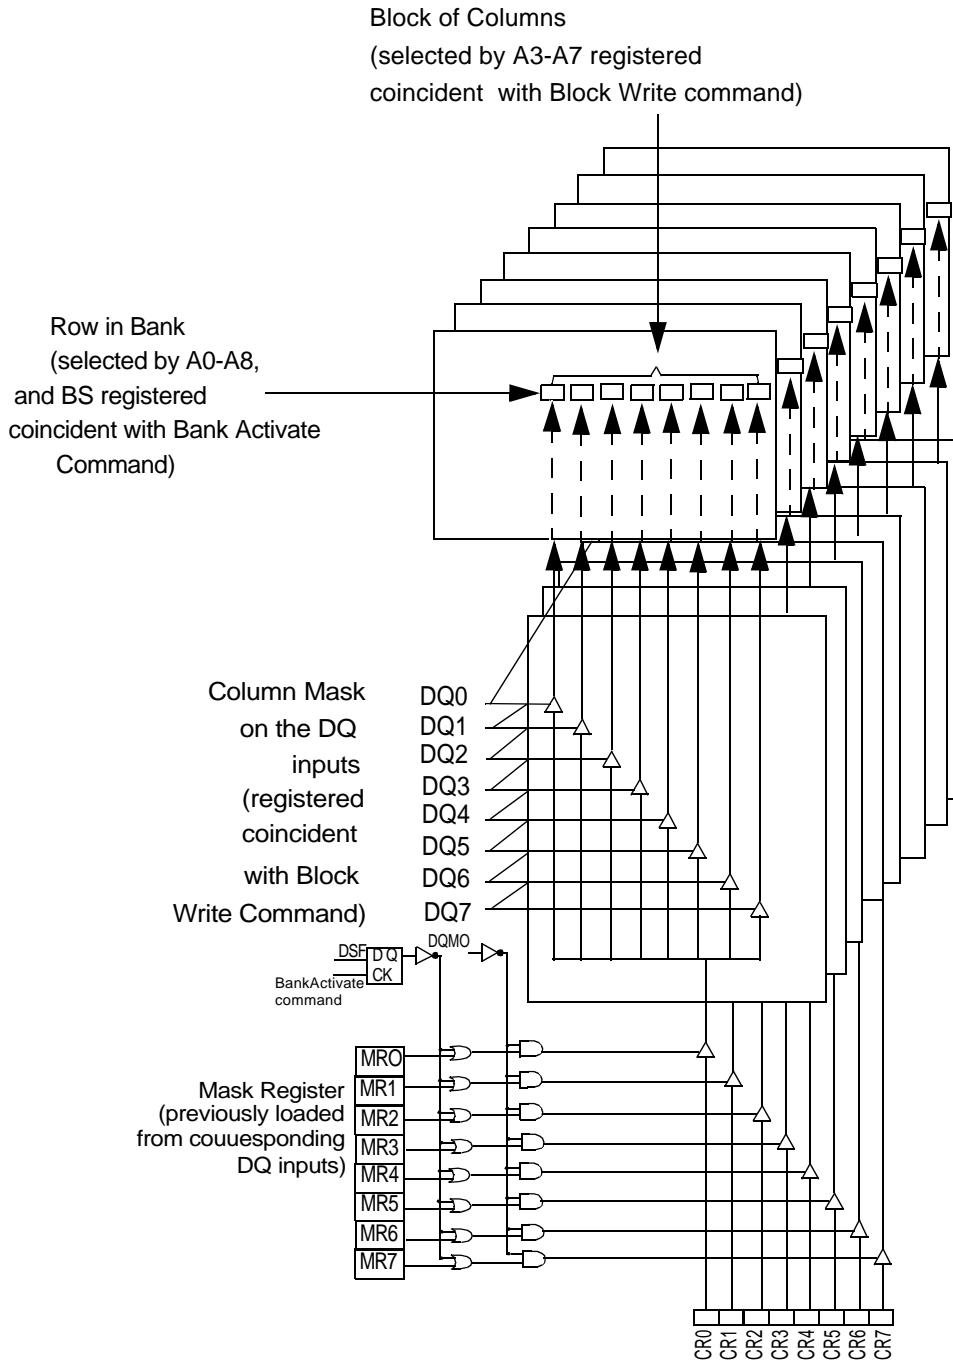 Block of Columns
(selected by A3-A7 registered
coincident with Block Write command)
Row in Bank
(selected by A0-A8,
and BS registered
coincident with Bank Activate
Command)
Column Mask
on the DQ
inputs
(registered
coincident
with Block
Write Command)
DQ0
DQ1
DQ2
DQ3
DQ4
DQ5
DQ6
DQ7
DSF
D Q
CK
BankActivate
command
DQMO
MRO
MR1
MR2
MR3
MR4
MR5
MR6
MR7
Mask Register
(previously loaded
from couuesponding
DQ inputs)
CR0
CR1
CR2
CR3
CR4
CR5
CR6
CR7